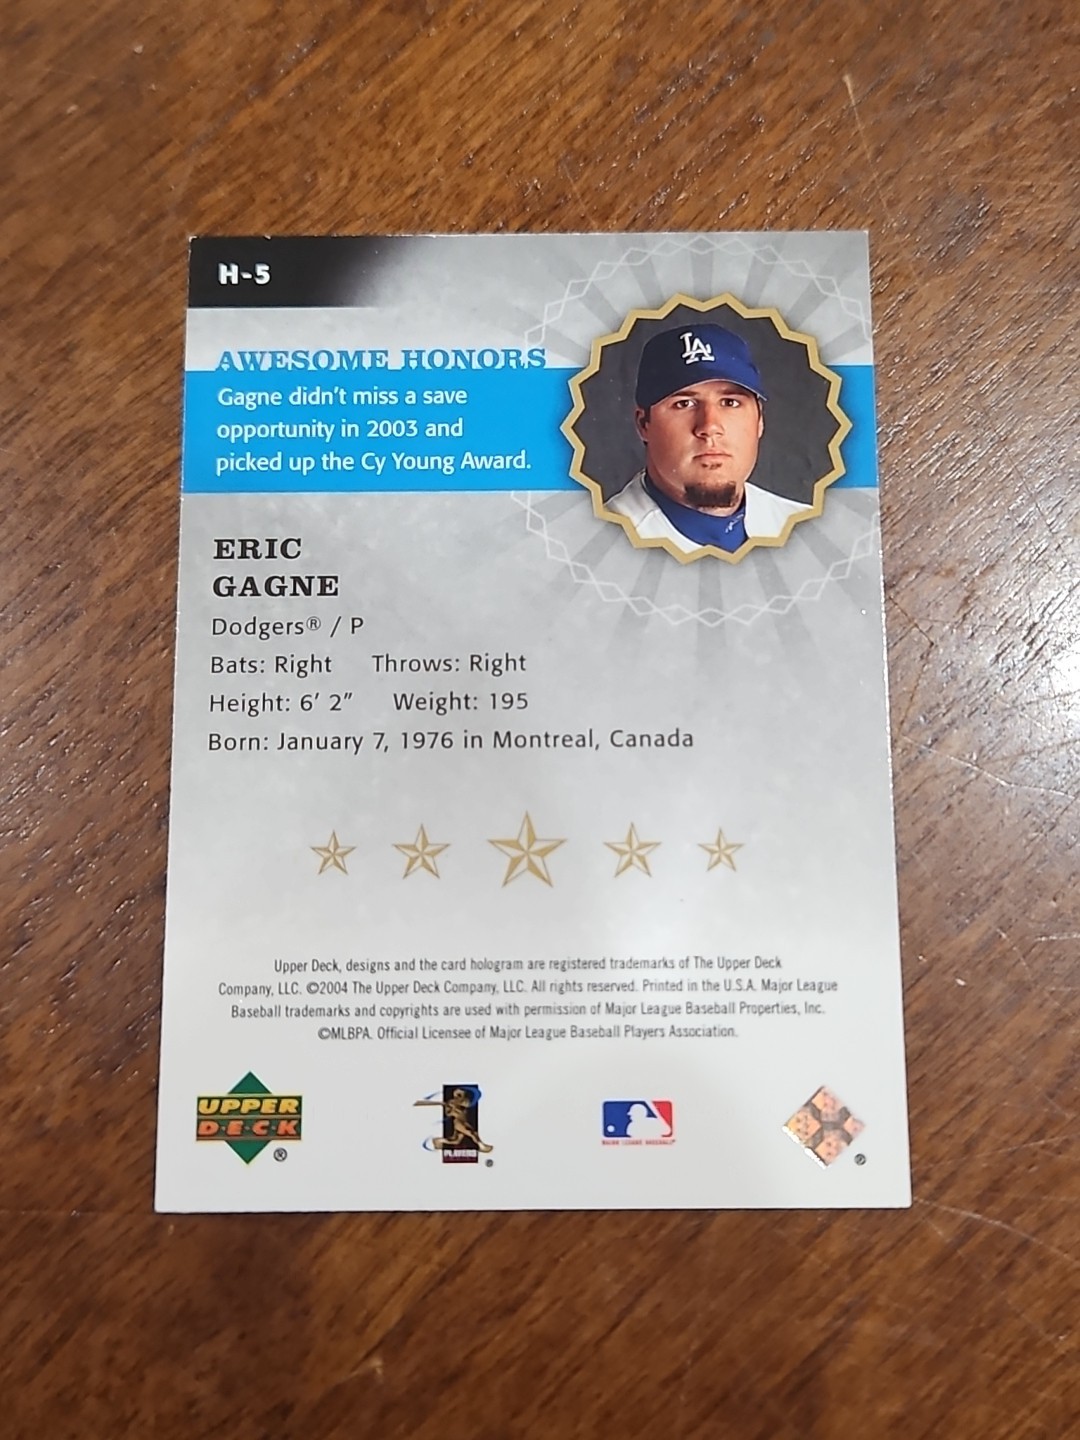 H-5
AWESOME HONORS
Gagne didn't miss a save
opportunity in 2003 and
picked up the Cy Young Award.
LA
ERIC
GAGNE
Dodgers® / P
Bats: Right Throws: Right
Height: 6' 2" Weight: 195
Born: January 7, 1976 in Montreal, Canada
Upper Deck, designs and the card hologram are registered trademarks of The Upper Deck
Company, LLC. ©2004 The Upper Deck Company, LLC. All rights reserved. Printed in the U.S.A. Major League
Baseball trademarks and copyrights are used with permission of Major League Baseball Properties, Inc.
©MLBPA. Official Licensee of Major League Baseball Players Association.
UPPER
D·E·C·K
®
PLAYERS
®
MAJOR LEAGUE BASEBALL
®